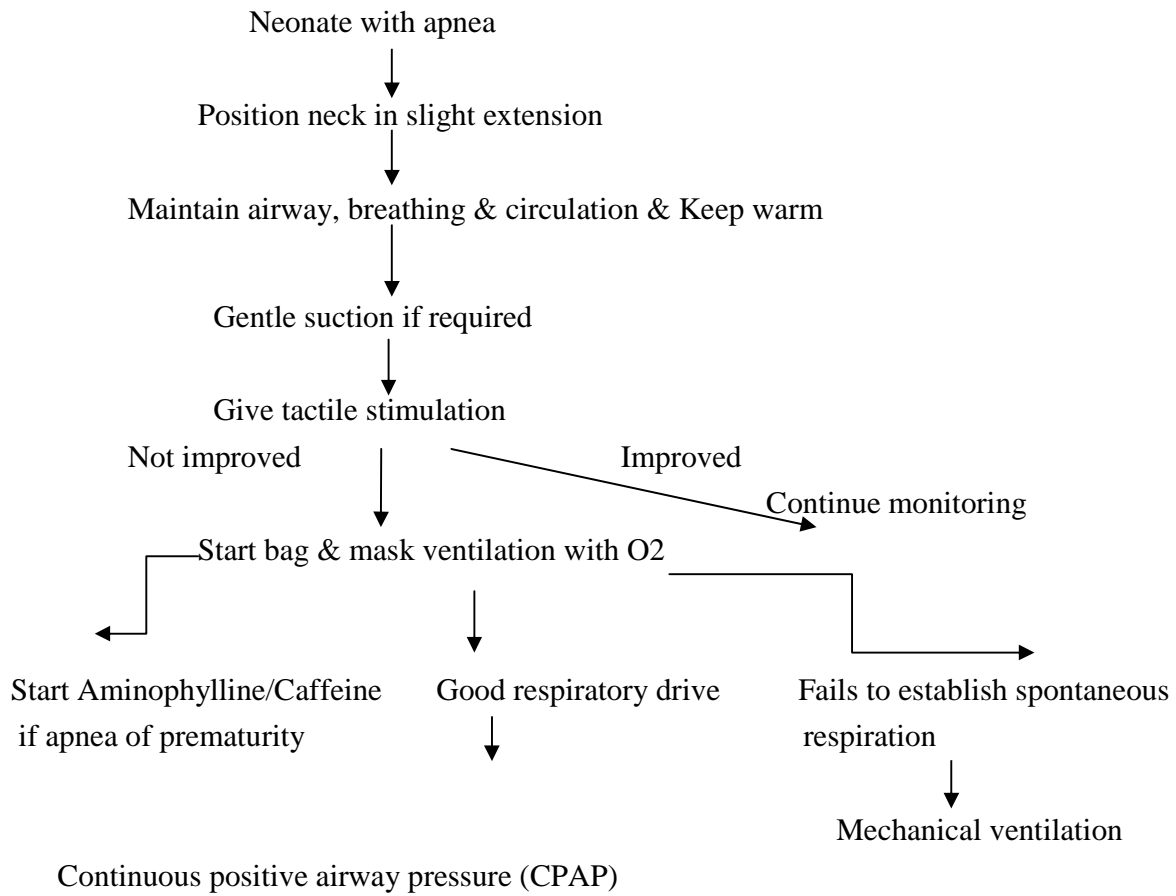 Neonate with apnea
Position neck in slight extension
Maintain airway, breathing & circulation & Keep warm
Gentle suction if required
Give tactile stimulation
Not improved
Improved
Continue monitoring
Start bag & mask ventilation with O2
Start Aminophylline/Caffeine
if apnea of prematurity
Good respiratory drive
Fails to establish spontaneous
respiration
Mechanical ventilation
Continuous positive airway pressure (CPAP)